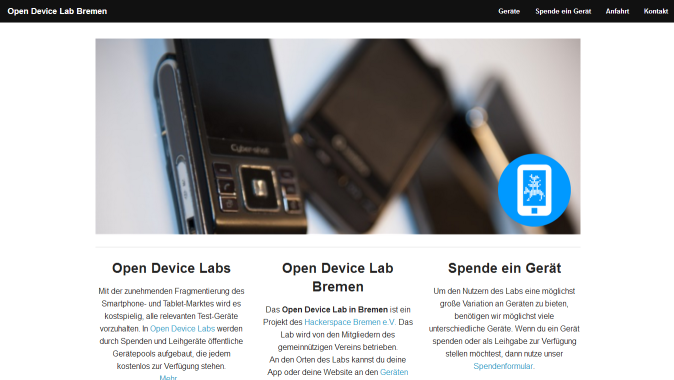 Open Device Lab Bremen
Geräte Spende ein Gerät Anfahrt Kontakt
Cyber-shot
Open Device Labs
Mit der zunehmenden Fragmentierung des
Smartphone- und Tablet-Marktes wird es
kostspielig, alle relevanten Test-Geräte
vorzuhalten. In Open Device Labs werden
durch Spenden und Leihgeräte öffentliche
Gerätepools aufgebaut, die jedem
kostenlos zur Verfügung stehen.
Mehr
Open Device Lab
Bremen
Das Open Device Lab in Bremen ist ein
Projekt des Hackerspace Bremen e.V. Das
Lab wird von den Mitgliedern des
gemeinnützigen Vereins betrieben.
An den Orten des Labs kannst du deine
App oder deine Website an den Geräten
Spende ein Gerät
Um den Nutzern des Labs eine möglichst
große Variation an Geräten zu bieten,
benötigen wir möglichst viele
unterschiedliche Geräte. Wenn du ein Gerät
spenden oder als Leihgabe zur Verfügung
stellen möchtest, dann nutze unser
Spendenformular.